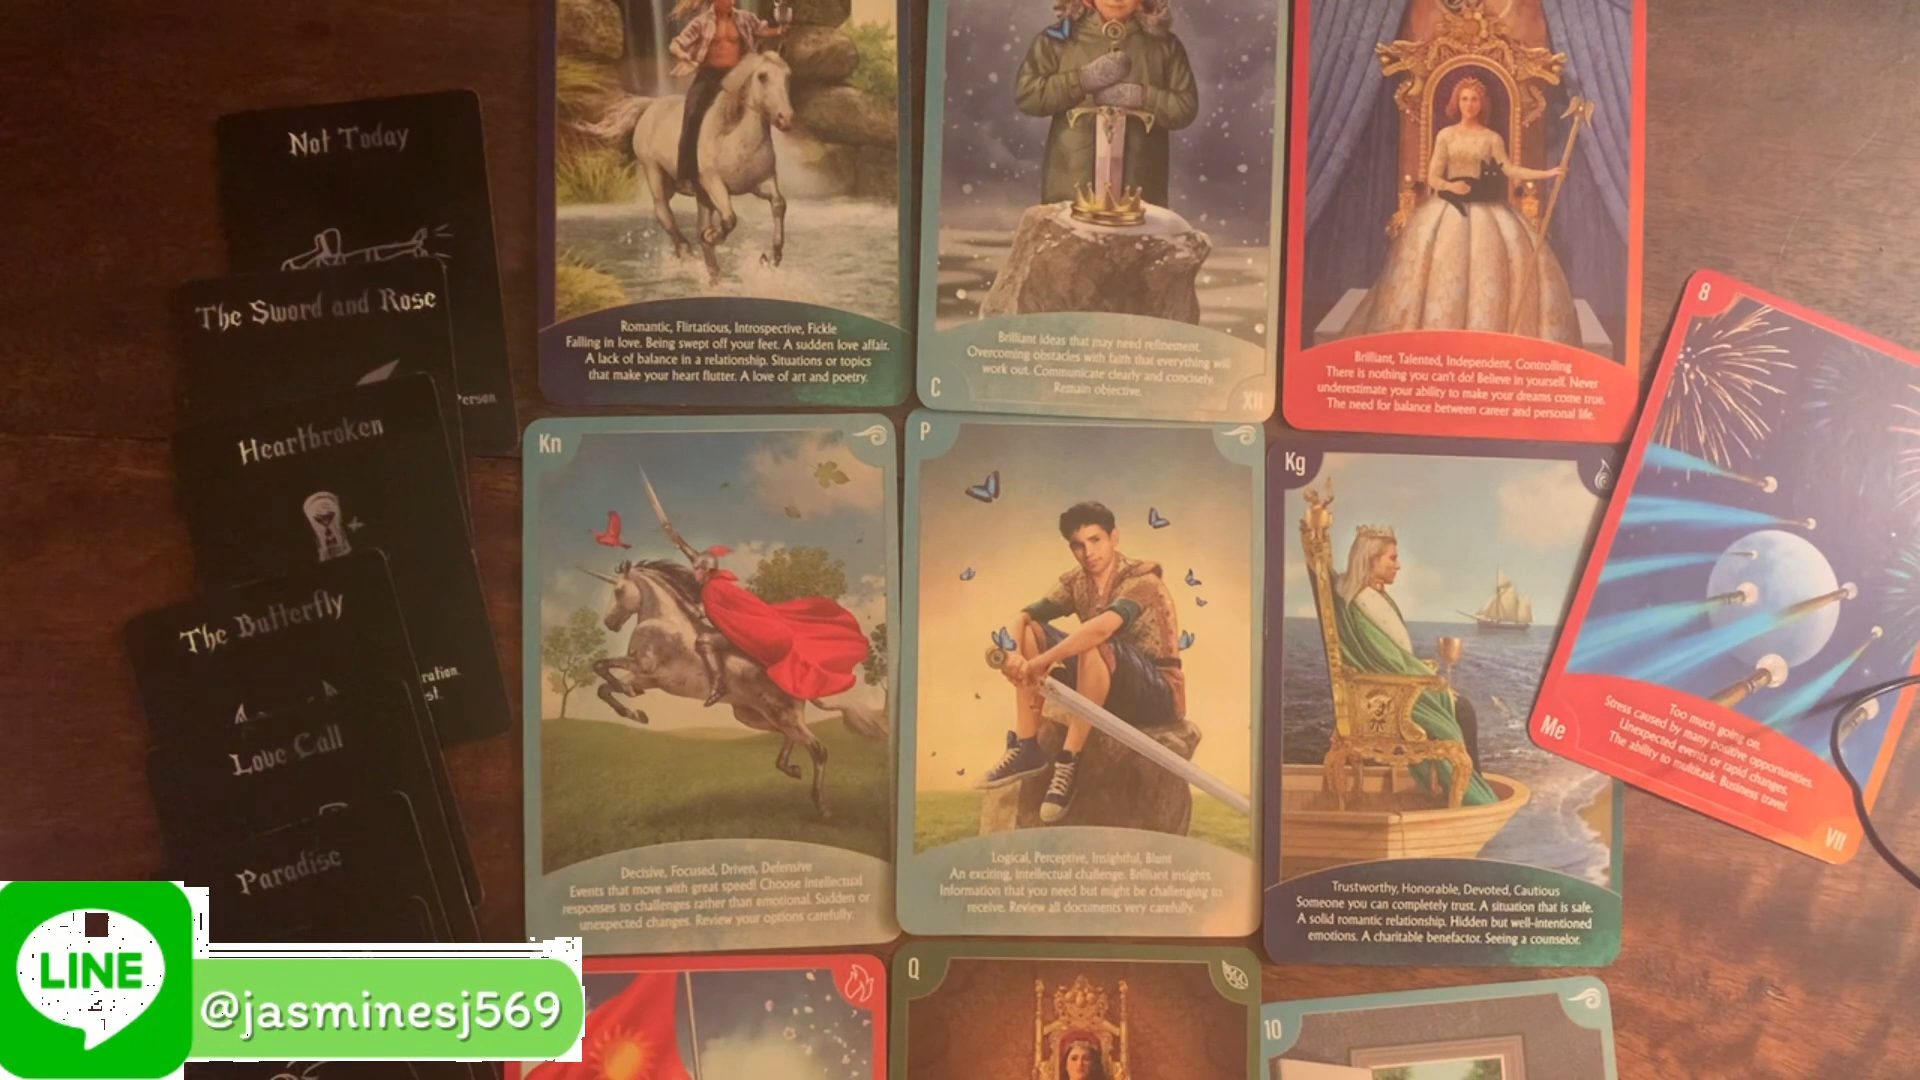 Not Today
The Sword and Rose
Person
Heartbroken
The Butterfly
ration.
st.
Love Call
Paradise
LINE
@jasminesj569
Romantic, Flirtatious, Introspective, Fickle
Falling in love. Being swept off your feet. A sudden love affair.
A lack of balance in a relationship. Situations or topics
that make your heart flutter. A love of art and poetry.
Brilliant ideas that may need refinement.
Overcoming obstacles with faith that everything will
work out. Communicate clearly and concisely.
Remain objective.
C
XII
Brilliant, Talented, Independent, Controlling
There is nothing you can't do! Believe in yourself. Never
underestimate your ability to make your dreams come true.
The need for balance between career and personal life.
Kn
Decisive, Focused, Driven, Defensive
Events that move with great speed! Choose intellectual
responses to challenges rather than emotional. Sudden or
unexpected changes. Review your options carefully.
P
Logical, Perceptive, Insightful, Blunt
An exciting, intellectual challenge. Brilliant insights.
Information that you need but might be challenging to
receive. Review all documents very carefully.
Kg
Trustworthy, Honorable, Devoted, Cautious
Someone you can completely trust. A situation that is safe.
A solid romantic relationship. Hidden but well-intentioned
emotions. A charitable benefactor. Seeing a counselor.
8
Too much going on.
Stress caused by many positive opportunities.
Unexpected events or rapid changes.
The ability to multitask. Business travel.
Me
VII
Q
10